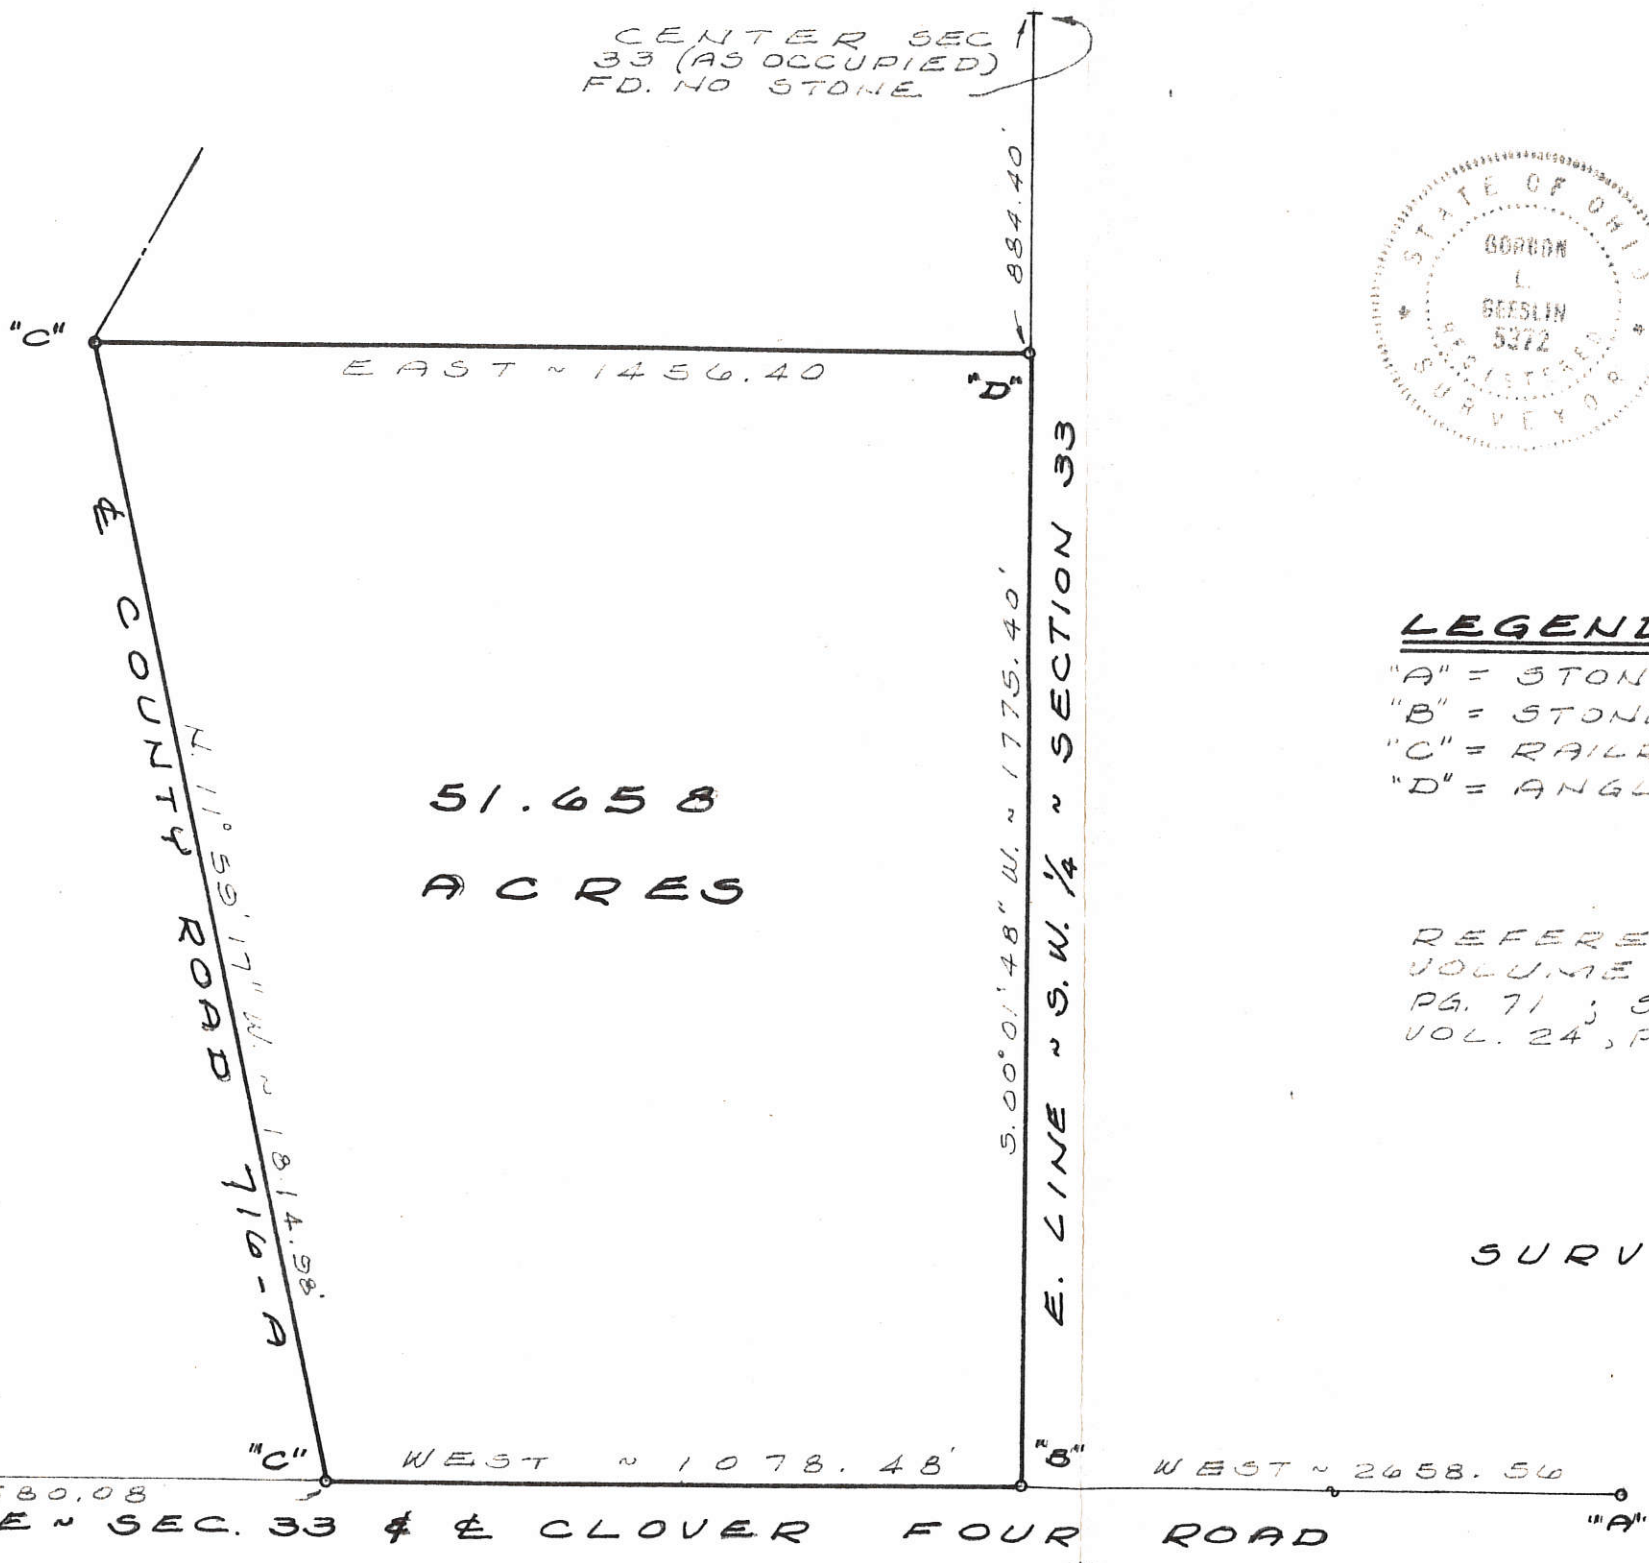 CENTER SEC
33 (AS OCCUPIED)
FD. NO STONE
884.40'
STATE OF OHIO
GORDON
L.
GEESLIN
5372
REGISTERED
SURVEYOR
"C"
EAST ~ 1456.40
"D"
℄ COUNTY ROAD 716-A
N. 11° 59' 17" W. ~ 1814.98'
51.658
ACRES
S. 00° 01' 48" W. ~ 1775.40'
E. LINE ~ S.W. ¼ ~ SECTION 33
LEGEND
"A" = STON
"B" = STON
"C" = RAILR
"D" = ANGL
REFERE
VOLUME
PG. 71 ; S
VOL. 24, P
SURV
"C"
WEST ~ 1078.48'
"B"
WEST ~ 2658.56
"A"
580.08
E ~ SEC. 33 & ℄ CLOVER FOUR ROAD